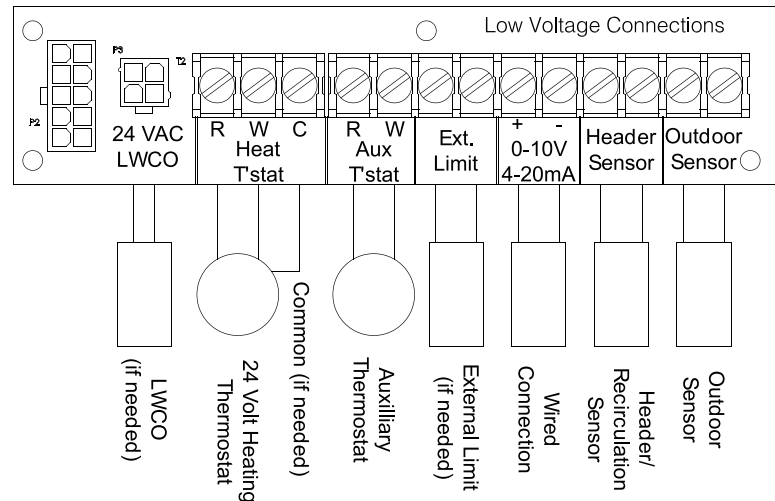 Low Voltage Connections
P3
T2
P2
24 VAC
LWCO
R W C
Heat
T'stat
R W
Aux
T'stat
Ext.
Limit
+ -
0-10V
4-20mA
Header
Sensor
Outdoor
Sensor
LWCO
(if needed)
24 Volt Heating
Thermostat
Common (if needed)
Auxilliary
Thermostat
External Limit
(if needed)
Wired
Connection
Header/
Recirculation
Sensor
Outdoor
Sensor